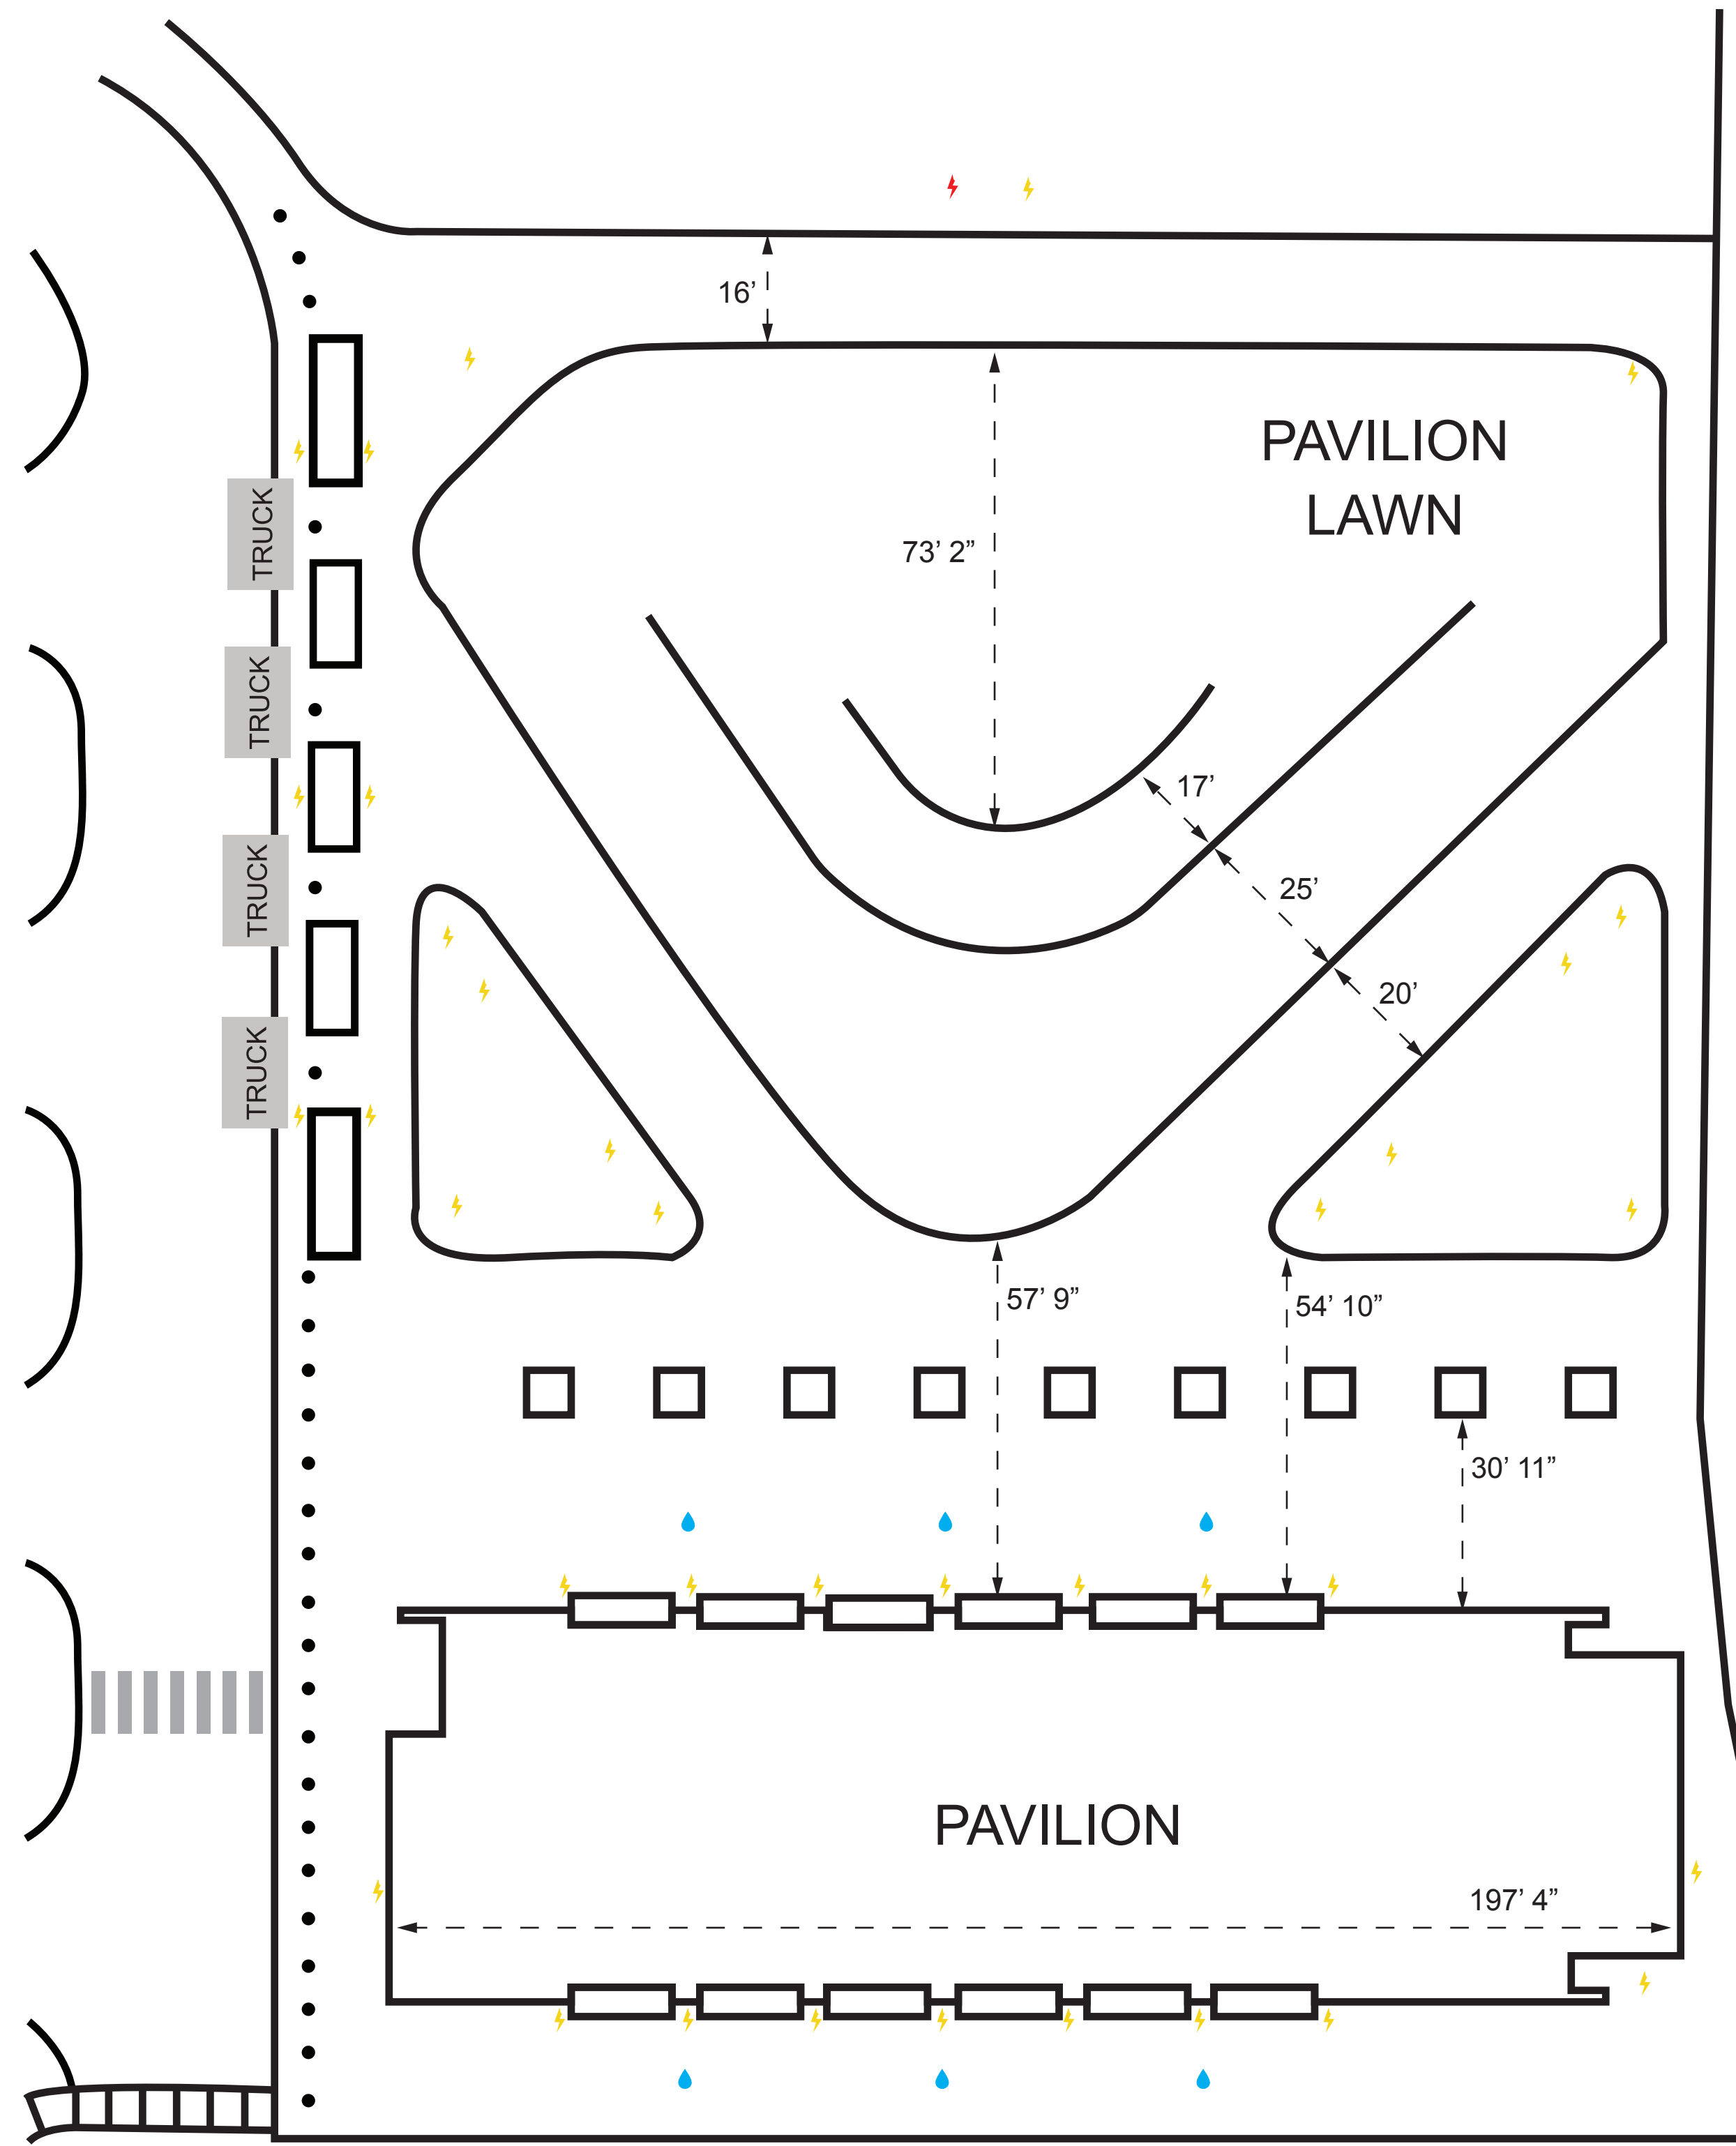 16’
PAVILION
LAWN
73’ 2”
TRUCK
TRUCK
17’
TRUCK
25’
20’
TRUCK
57’ 9”
54’ 10”
30’ 11”
PAVILION
197’ 4”